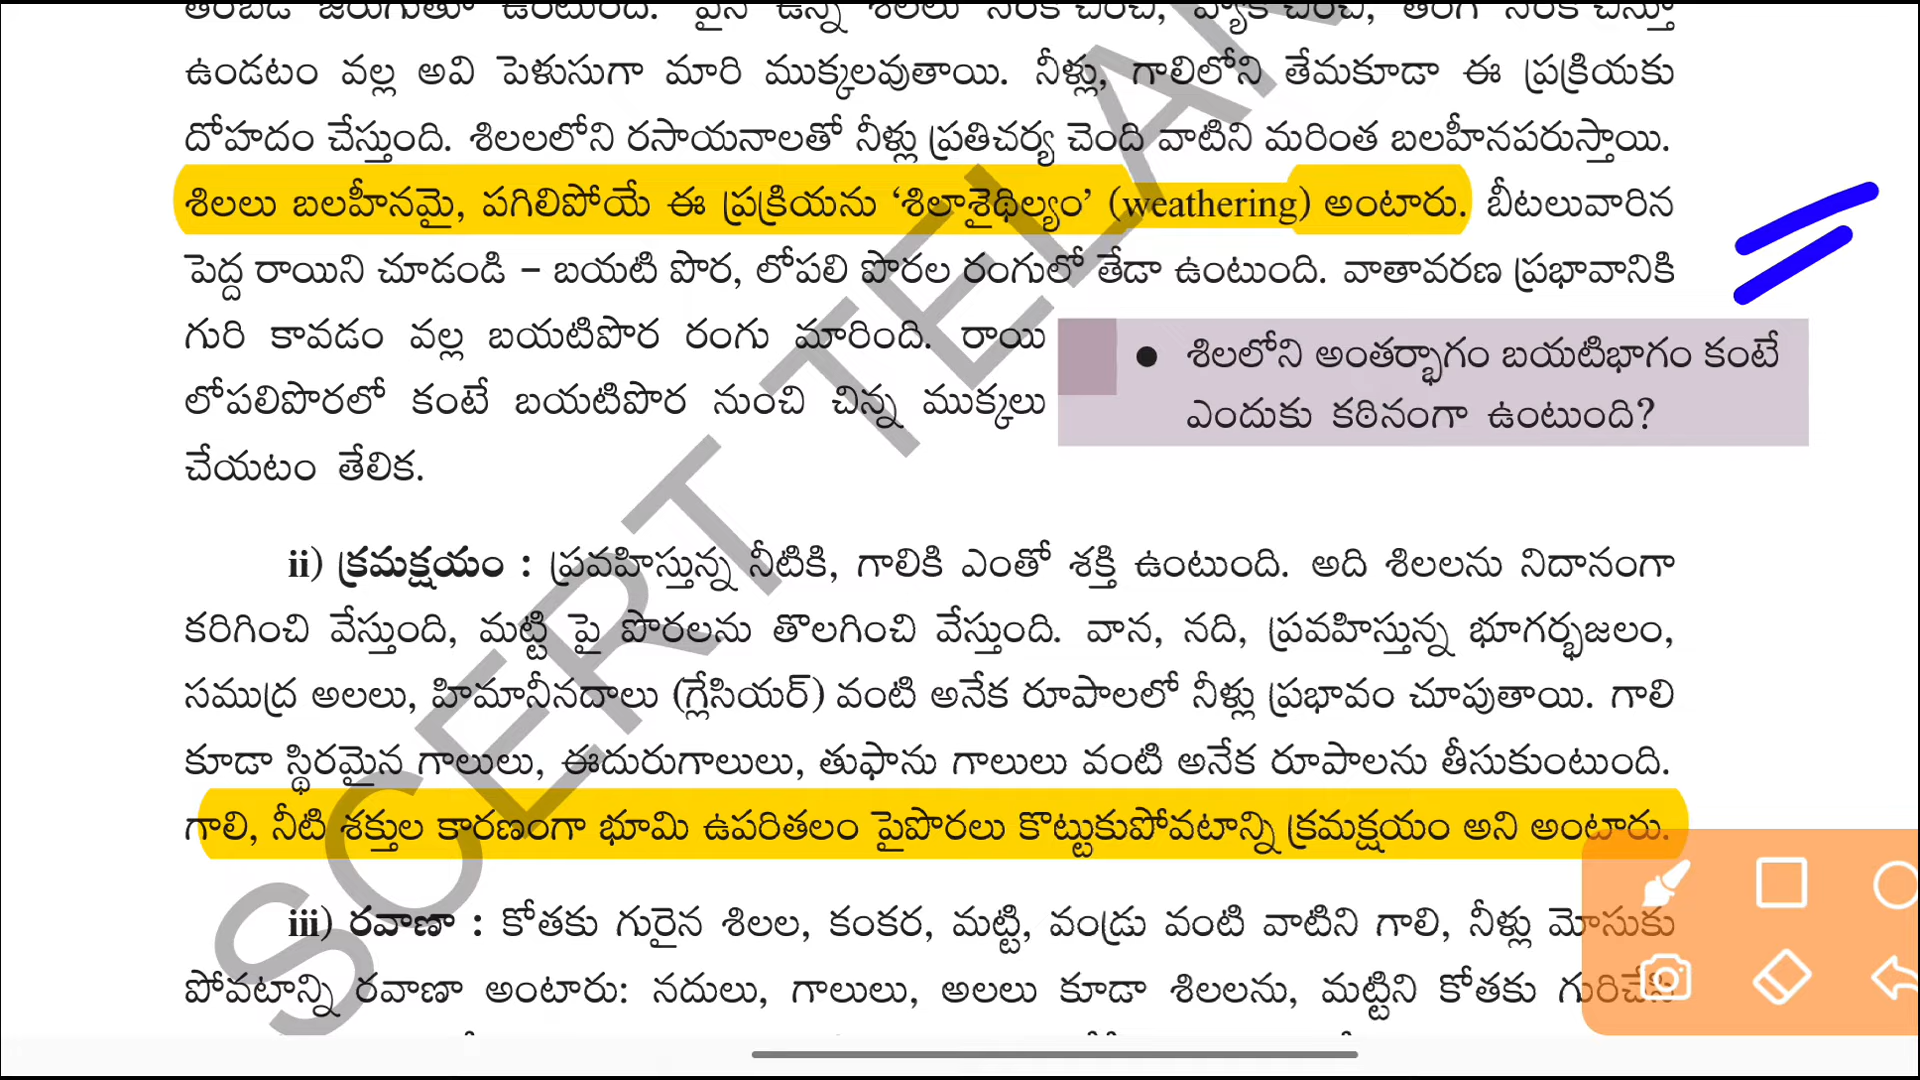 ఉండటం వల్ల అవి పెళుసుగా మారి ముక్కలవుతాయి. నీళ్లు, గాలిలోని తేమకూడా ఈ ప్రక్రియకు
దోహదం చేస్తుంది. శిలలలోని రసాయనాలతో నీళ్లు ప్రతిచర్య చెంది వాటిని మరింత బలహీనపరుస్తాయి.
శిలలు బలహీనమై, పగిలిపోయే ఈ ప్రక్రియను ‘శిలాశైథిల్యం’ (weathering) అంటారు. బీటలువారిన
పెద్ద రాయిని చూడండి – బయటి పొర, లోపలి పొరల రంగులో తేడా ఉంటుంది. వాతావరణ ప్రభావానికి
గురి కావడం వల్ల బయటిపొర రంగు మారింది. రాయి
లోపలిపొరలో కంటే బయటిపొర నుంచి చిన్న ముక్కలు
చేయటం తేలిక.
● శిలలోని అంతర్భాగం బయటిభాగం కంటే
ఎందుకు కఠినంగా ఉంటుంది?
ii) క్రమక్షయం : ప్రవహిస్తున్న నీటికి, గాలికి ఎంతో శక్తి ఉంటుంది. అది శిలలను నిదానంగా
కరిగించి వేస్తుంది, మట్టి పై పొరలను తొలగించి వేస్తుంది. వాన, నది, ప్రవహిస్తున్న భూగర్భజలం,
సముద్ర అలలు, హిమానీనదాలు (గ్లేసియర్) వంటి అనేక రూపాలలో నీళ్లు ప్రభావం చూపుతాయి. గాలి
కూడా స్థిరమైన గాలులు, ఈదురుగాలులు, తుఫాను గాలులు వంటి అనేక రూపాలను తీసుకుంటుంది.
గాలి, నీటి శక్తుల కారణంగా భూమి ఉపరితలం పైపొరలు కొట్టుకుపోవటాన్ని క్రమక్షయం అని అంటారు.
iii) రవాణా : కోతకు గురైన శిలల, కంకర, మట్టి, వండ్రు వంటి వాటిని గాలి, నీళ్లు మోసుకు
పోవటాన్ని రవాణా అంటారు: నదులు, గాలులు, అలలు కూడా శిలలను, మట్టిని కోతకు గురిచేసి
SCERT TELAN